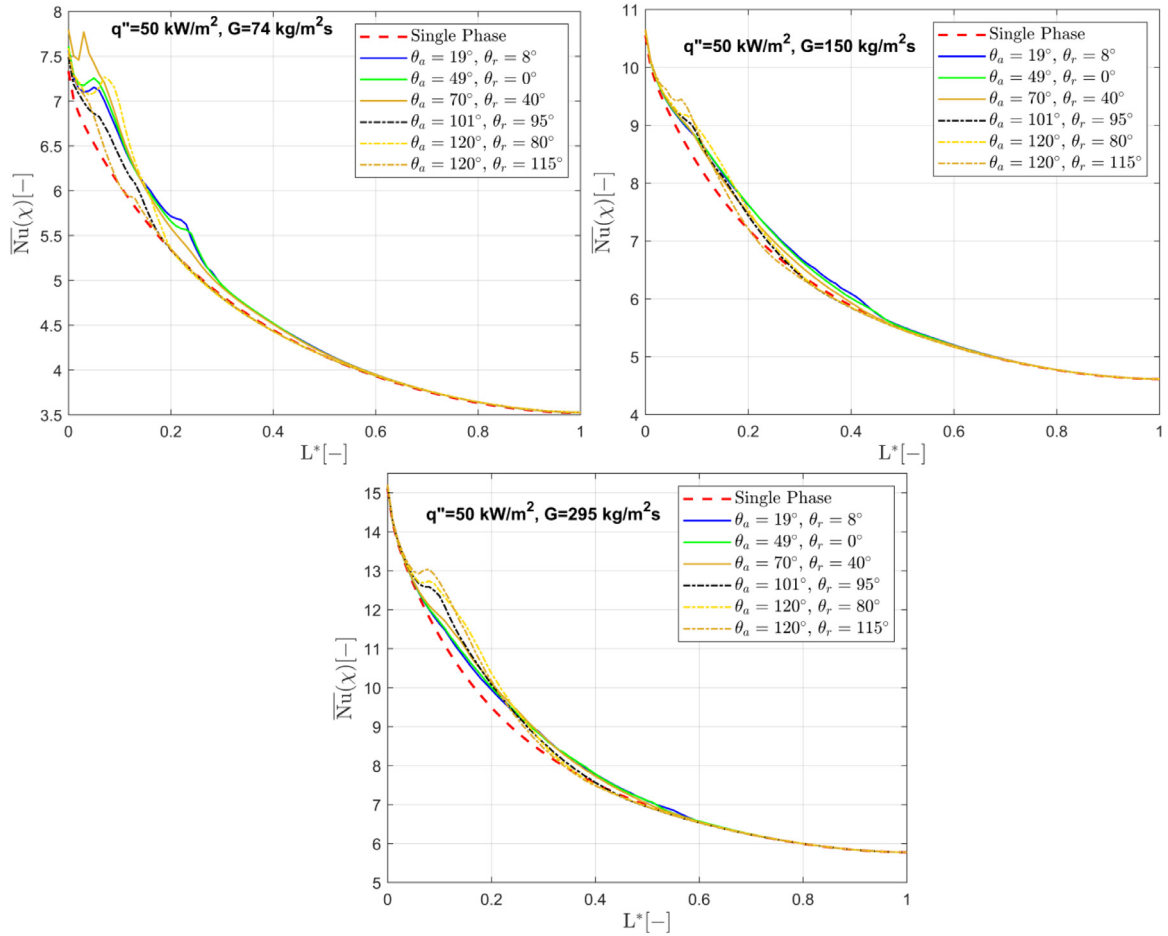 q"=50 kW/m², G=74 kg/m²s
Single Phase
θₐ = 19°, θᵣ = 8°
θₐ = 49°, θᵣ = 0°
θₐ = 70°, θᵣ = 40°
θₐ = 101°, θᵣ = 95°
θₐ = 120°, θᵣ = 80°
θₐ = 120°, θᵣ = 115°
N̅u̅(χ)[−]
8
7.5
7
6.5
6
5.5
5
4.5
4
3.5
0 0.2 0.4 0.6 0.8 1
L*[−]
q"=50 kW/m², G=150 kg/m²s
Single Phase
θₐ = 19°, θᵣ = 8°
θₐ = 49°, θᵣ = 0°
θₐ = 70°, θᵣ = 40°
θₐ = 101°, θᵣ = 95°
θₐ = 120°, θᵣ = 80°
θₐ = 120°, θᵣ = 115°
N̅u̅(χ)[−]
11
10
9
8
7
6
5
4
0 0.2 0.4 0.6 0.8 1
L*[−]
q"=50 kW/m², G=295 kg/m²s
Single Phase
θₐ = 19°, θᵣ = 8°
θₐ = 49°, θᵣ = 0°
θₐ = 70°, θᵣ = 40°
θₐ = 101°, θᵣ = 95°
θₐ = 120°, θᵣ = 80°
θₐ = 120°, θᵣ = 115°
N̅u̅(χ)[−]
15
14
13
12
11
10
9
8
7
6
5
0 0.2 0.4 0.6 0.8 1
L*[−]